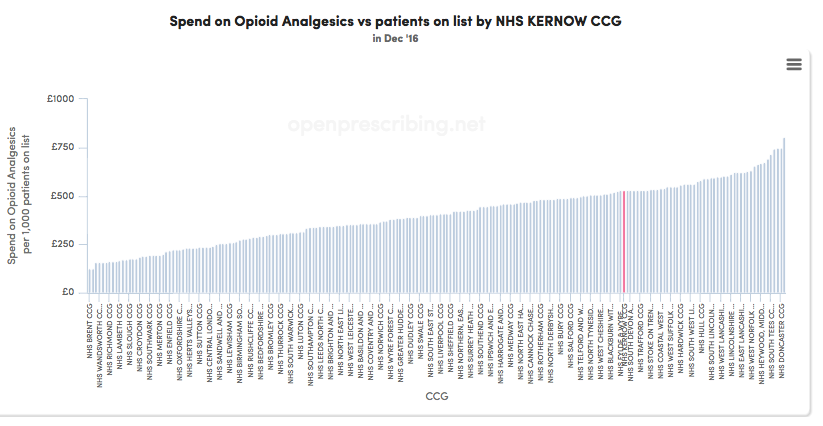 Spend on Opioid Analgesics vs patients on list by NHS KERNOW CCG
in Dec '16
openprescribing.net
Spend on Opioid Analgesics
per 1,000 patients on list
£1000
£750
£500
£250
£0
NHS BRENT CCG
NHS WANDSWORTH CC...
NHS RICHMOND ...
NHS LAMBETH CCG
NHS SLOUGH CCG
NHS CROYDON ...
NHS SOUTHWARK CCG
NHS MERTON CCG
NHS ENFIELD CCG
NHS OXFORDSHIRE C...
NHS HERTS VALLEYS...
NHS SUTTON CCG
NHS CENTRAL LONDO...
NHS SANDWELL AND ...
NHS LEWISHAM CCG
NHS BIRMINGHAM SO...
NHS RUSHCLIFFE C...
NHS BEDFORDSHIRE ...
NHS BROMLEY CCG
NHS THURROCK CCG
NHS SOUTH WARWICK...
NHS LUTON CCG
NHS SOUTHAMPTON C...
NHS LEEDS NORTH C...
NHS BRIGHTON AND ...
NHS NORTH EAST ...
NHS WEST LEICESTE...
NHS BASILDON AND ...
NHS COVENTRY AND ...
NHS NORWICH CCG
NHS WYRE FOREST C...
NHS GREATER HUDDE...
NHS DUDLEY CCG
NHS SWALE ...
NHS SOUTH EAST ST...
NHS LIVERPOOL CCG
NHS SHEFFIELD CCG
NHS NORTHERN, EAS...
NHS SURREY HEATH ...
NHS SOUTHEND CCG
NHS IPSWICH AND E...
NHS HARROGATE AND...
NHS MEDWAY CCG
NHS NORTH EAST HA...
NHS CANNOCK CHASE...
NHS ROTHERHAM CCG
NHS NORTH DERBYSH...
NHS BURY CCG
NHS SALFORD C...
NHS TELFORD AND W...
NHS NORTH TYNESID...
NHS WEST CHESHIRE...
NHS BLACKBURN WIT...
NHS FYLDE & WYRE...
NHS KERNOW CCG
NHS SOUTH DEVON A...
NHS TRAFFORD CCG
NHS STOKE ON TREN...
NHS COASTAL WEST ...
NHS WEST SUFFOLK ...
NHS HARDWICK CCG
NHS SOUTH WEST LI...
NHS HULL CCG
NHS SOUTH LINCOLN...
NHS WEST LANCASHI...
NHS LINCOLNSHIRE ...
NHS EAST LANCASHI...
NHS WEST NORFOLK ...
NHS HEYWOOD, MIDD...
NHS SOUTH TEES CC...
NHS DONCASTER CCG
CCG